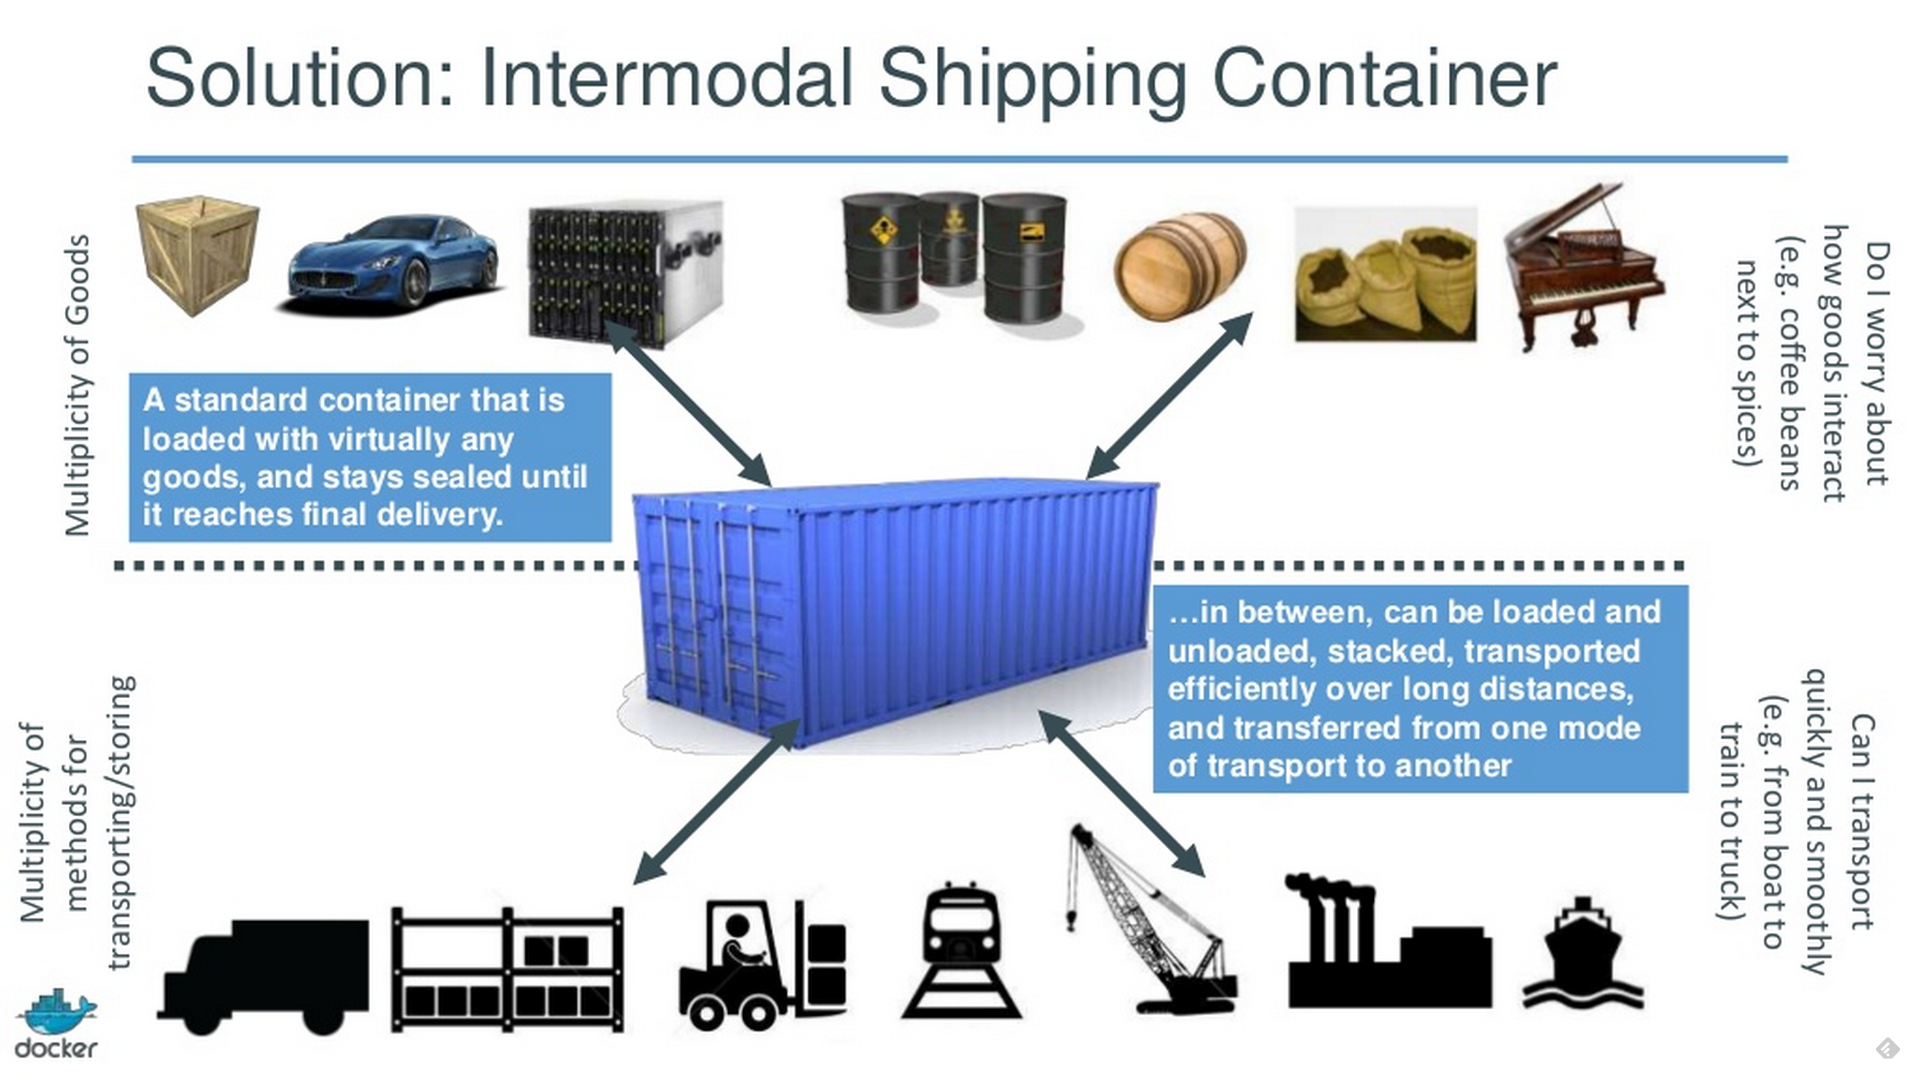 Solution: Intermodal Shipping Container
Multiplicity of Goods
Do I worry about
how goods interact
(e.g. coffee beans
next to spices)
A standard container that is
loaded with virtually any
goods, and stays sealed until
it reaches final delivery.
…in between, can be loaded and
unloaded, stacked, transported
efficiently over long distances,
and transferred from one mode
of transport to another
Multiplicity of
methods for
transporting/storing
Can I transport
quickly and smoothly
(e.g. from boat to
train to truck)
docker